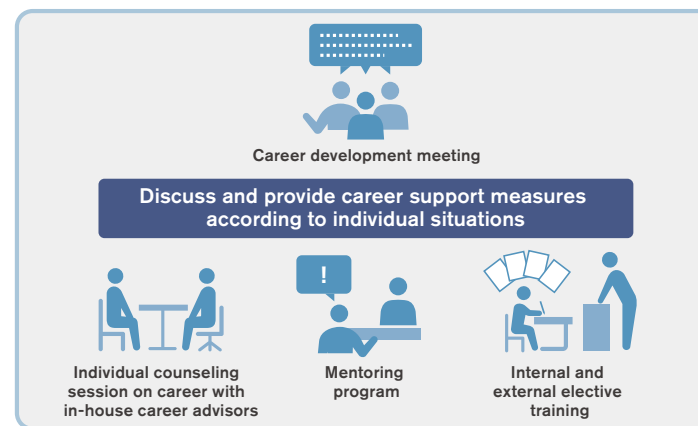 Career development meeting
Discuss and provide career support measures
according to individual situations
!
Individual counseling
session on career with
in-house career advisors
Mentoring
program
Internal and
external elective
training